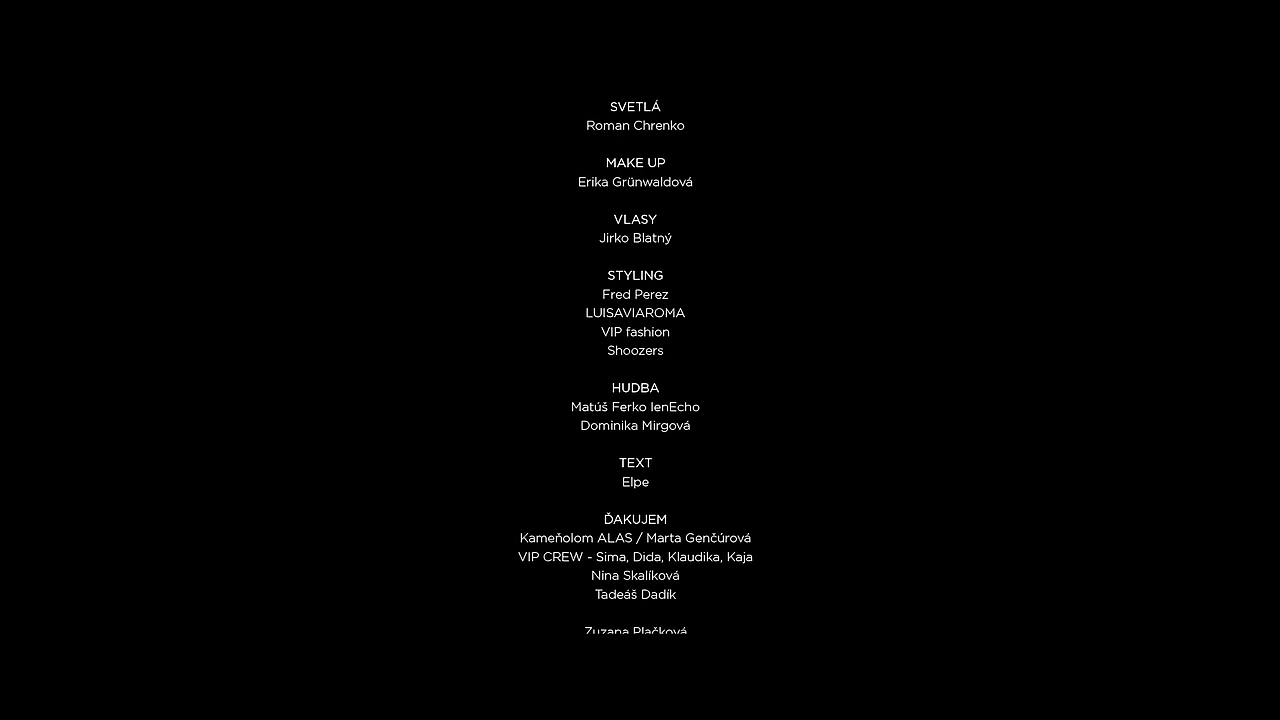 SVETLÁ
Roman Chrenko
MAKE UP
Erika Grünwaldová
VLASY
Jirko Blatný
STYLING
Fred Perez
LUISAVIAROMA
VIP fashion
Shoozers
HUDBA
Matúš Ferko IenEcho
Dominika Mirgová
TEXT
Elpe
ĎAKUJEM
Kameňolom ALAS / Marta Genčúrová
VIP CREW - Sima, Dida, Klaudika, Kaja
Nina Skalíková
Tadeáš Dadík
Zuzana Plačková